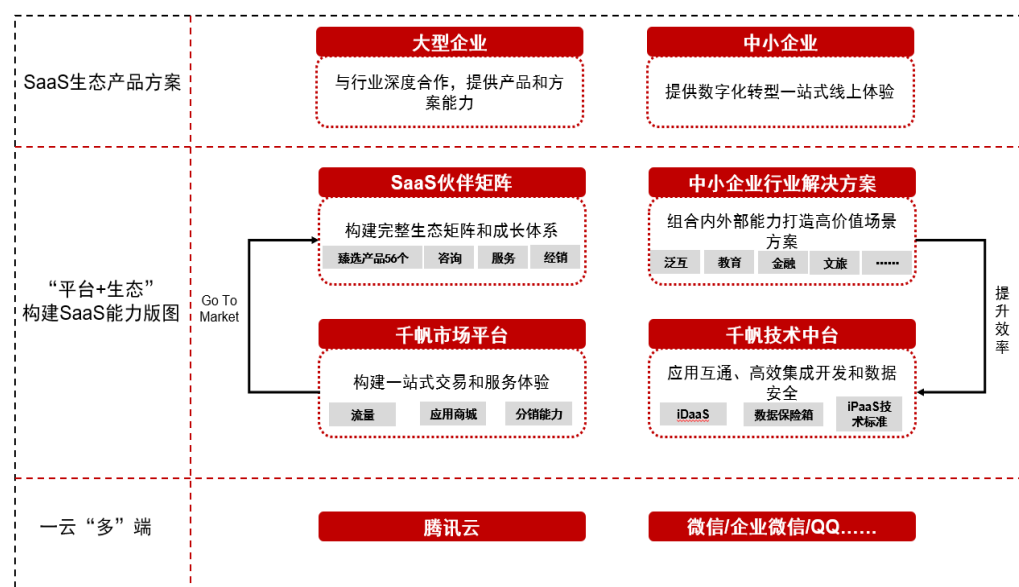 SaaS生态产品方案
大型企业
与行业深度合作，提供产品和方
案能力
中小企业
提供数字化转型一站式线上体验
“平台+生态”
构建SaaS能力版图
Go To
Market
SaaS伙伴矩阵
构建完整生态矩阵和成长体系
臻选产品56个
咨询
服务
经销
中小企业行业解决方案
组合内外部能力打造高价值场景
方案
泛互
教育
金融
文旅
……
千帆市场平台
构建一站式交易和服务体验
流量
应用商城
分销能力
千帆技术中台
应用互通、高效集成开发和数据
安全
iDaaS
数据保险箱
iPaaS技
术标准
提
升
效
率
一云“多”端
腾讯云
微信/企业微信/QQ……